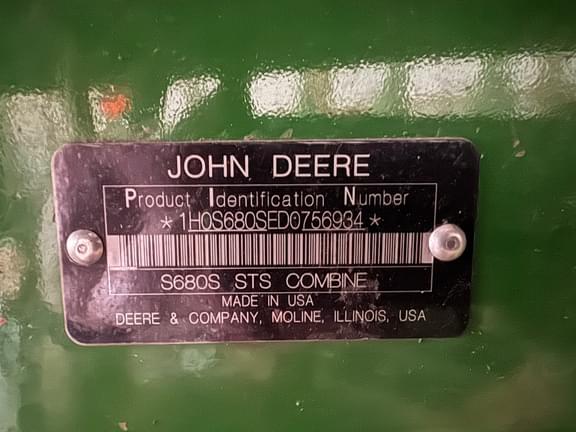 JOHN DEERE
Product Identification Number
*1H0S680SED0756934*
S680S STS COMBINE
MADE IN USA
DEERE & COMPANY, MOLINE, ILLINOIS, USA